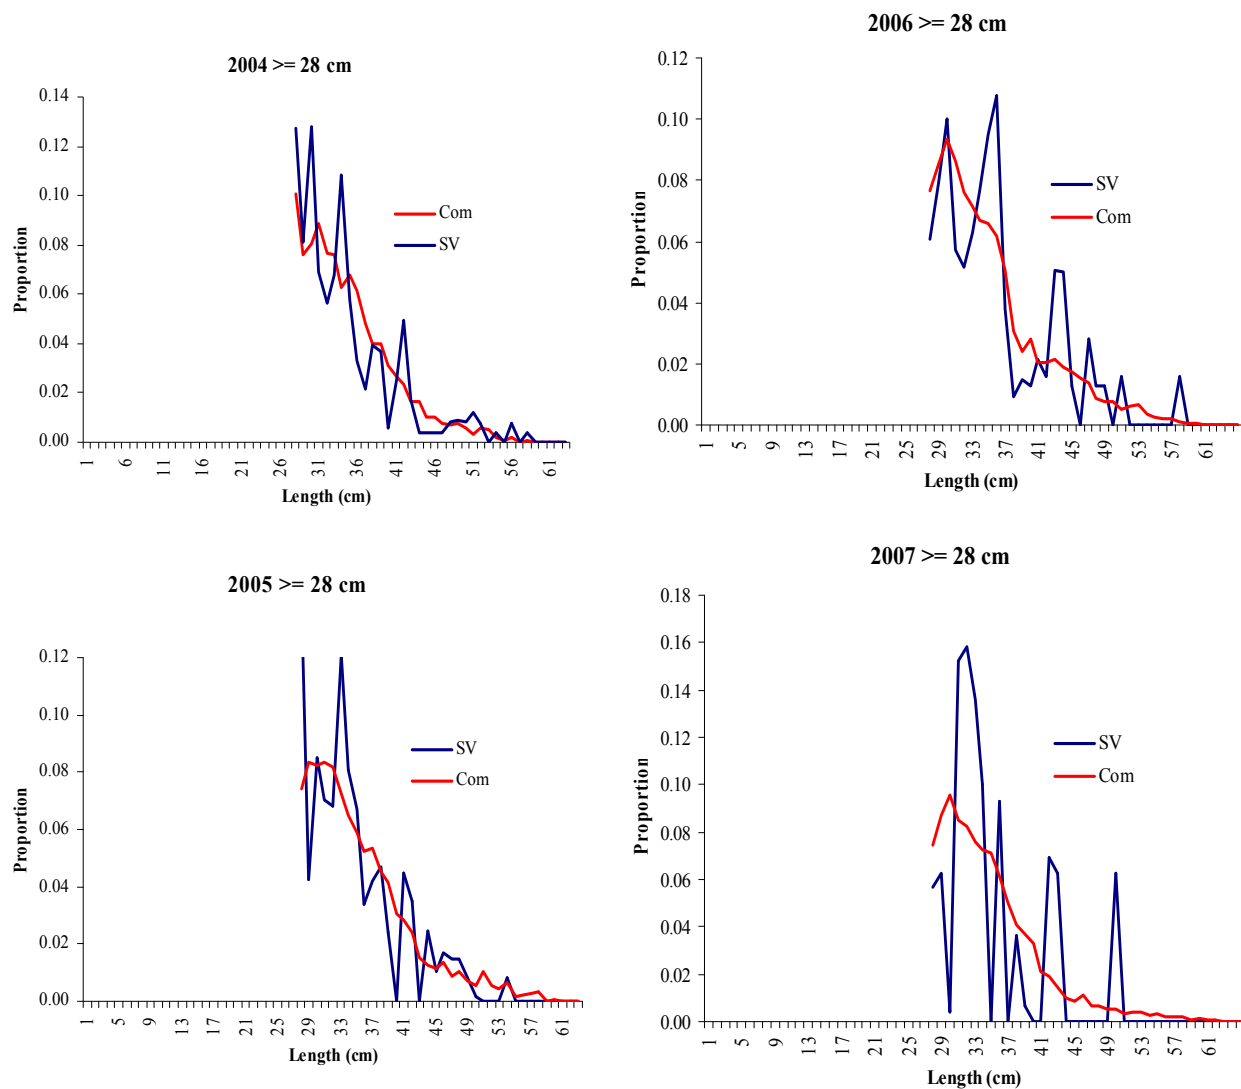 2004 >= 28 cm
0.14
0.12
0.10
0.08
0.06
0.04
0.02
0.00
Proportion
Com
SV
1 6 11 16 21 26 31 36 41 46 51 56 61
Length (cm)
2006 >= 28 cm
0.12
0.10
0.08
0.06
0.04
0.02
0.00
Proportion
SV
Com
1 5 9 13 17 21 25 29 33 37 41 45 49 53 57 61
Length (cm)
2005 >= 28 cm
0.12
0.10
0.08
0.06
0.04
0.02
0.00
Proportion
SV
Com
1 5 9 13 17 21 25 29 33 37 41 45 49 53 57 61
Length (cm)
2007 >= 28 cm
0.18
0.16
0.14
0.12
0.10
0.08
0.06
0.04
0.02
0.00
Proportion
SV
Com
1 5 9 13 17 21 25 29 33 37 41 45 49 53 57 61
Length (cm)